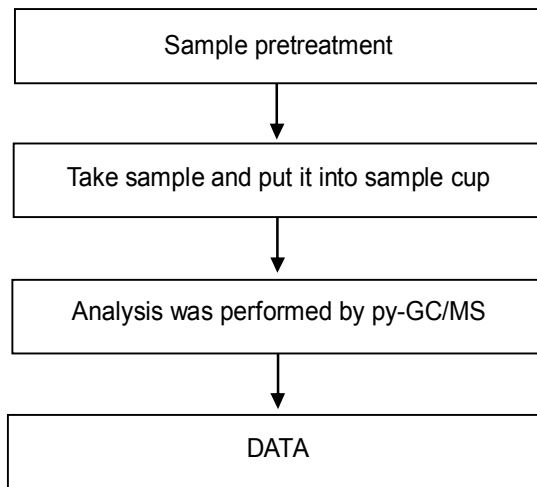 Sample pretreatment
Take sample and put it into sample cup
Analysis was performed by py-GC/MS
DATA